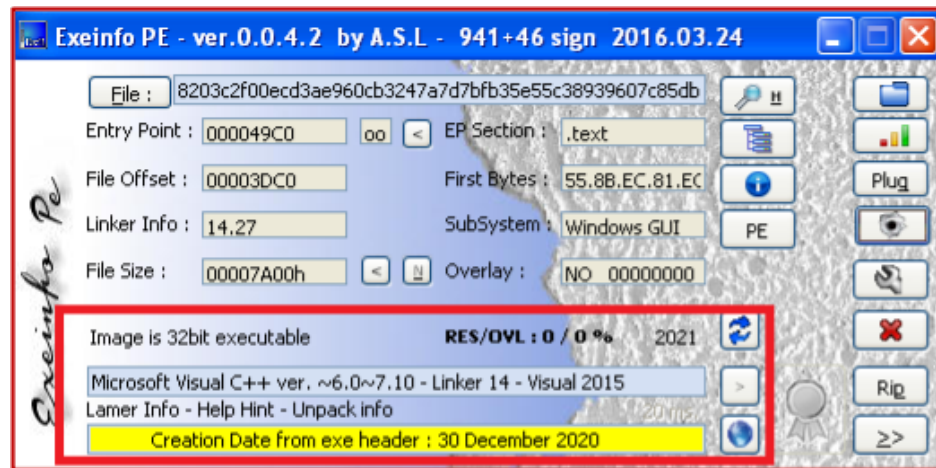 Exeinfo PE - ver.0.0.4.2 by A.S.L - 941+46 sign 2016.03.24
File : 8203c2f00ecd3ae960cb3247a7d7bfb35e55c38939607c85db H
Entry Point : 000049C0 oo < EP Section : .text
File Offset : 00003DC0 First Bytes : 55.8B.EC.81.EC Plug
Linker Info : 14.27 SubSystem : Windows GUI PE
File Size : 00007A00h < N Overlay : NO 00000000
Image is 32bit executable RES/OVL : 0 / 0 % 2021
Microsoft Visual C++ ver. ~6.0~7.10 - Linker 14 - Visual 2015 > Rip
Lamer Info - Help Hint - Unpack info 20 ms.
Creation Date from exe header : 30 December 2020 >>
Exeinfo Pe